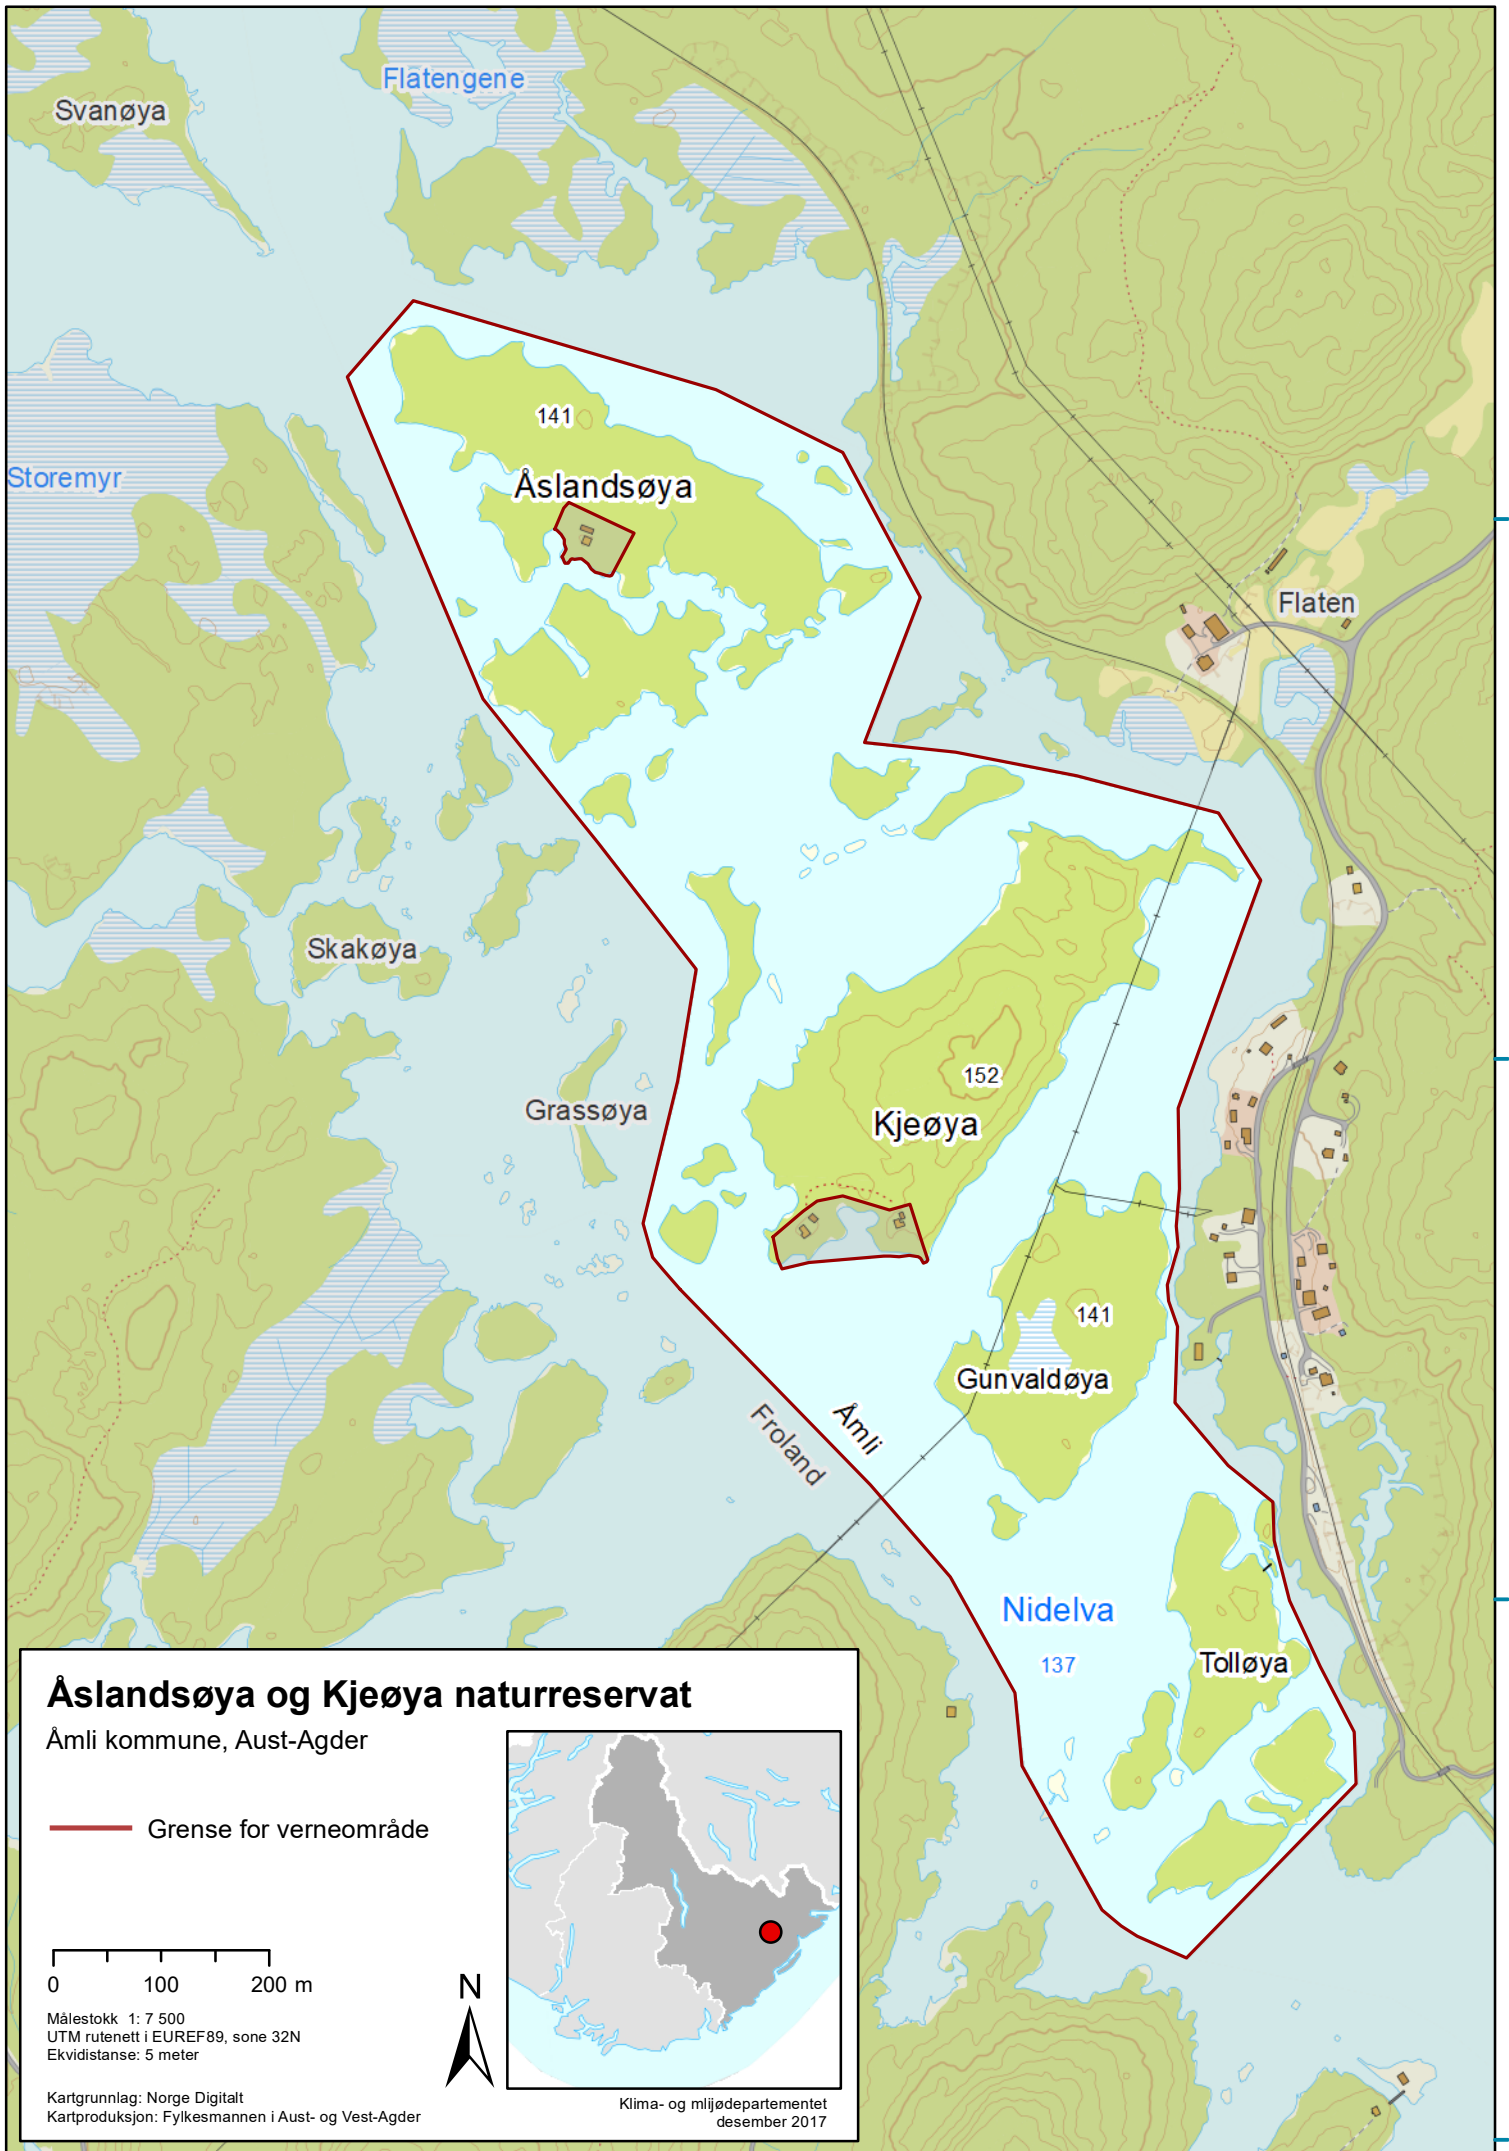 Flatengene
Svanøya
141
Storemyr
Åslandsøya
Flaten
Skakøya
152
Grassøya
Kjeøya
141
Gunvaldøya
Åmli
Froland
Nidelva
137
Tolløya
Åslandsøya og Kjeøya naturreservat
Åmli kommune, Aust-Agder
Grense for verneområde
0 100 200 m
N
Målestokk 1: 7 500
UTM rutenett i EUREF89, sone 32N
Ekvidistanse: 5 meter
Kartgrunnlag: Norge Digitalt
Kartproduksjon: Fylkesmannen i Aust- og Vest-Agder
Klima- og mlijødepartementet
desember 2017